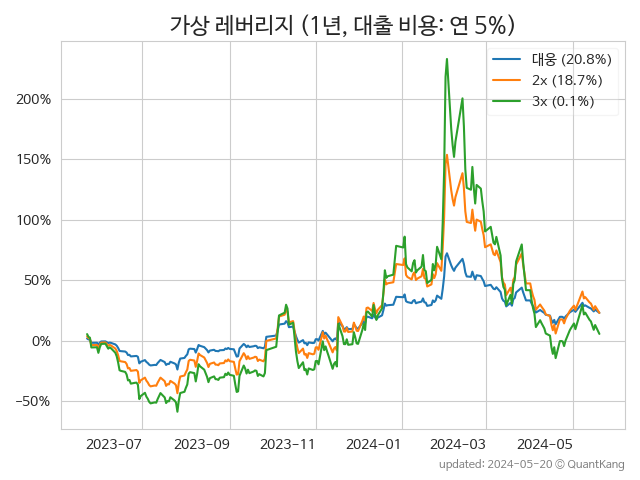 가상 레버리지 (1년, 대출 비용: 연 5%)
대웅 (20.8%)
2x (18.7%)
3x (0.1%)
200%
150%
100%
50%
0%
−50%
2023-07 2023-09 2023-11 2024-01 2024-03 2024-05
updated: 2024-05-20 © QuantKang